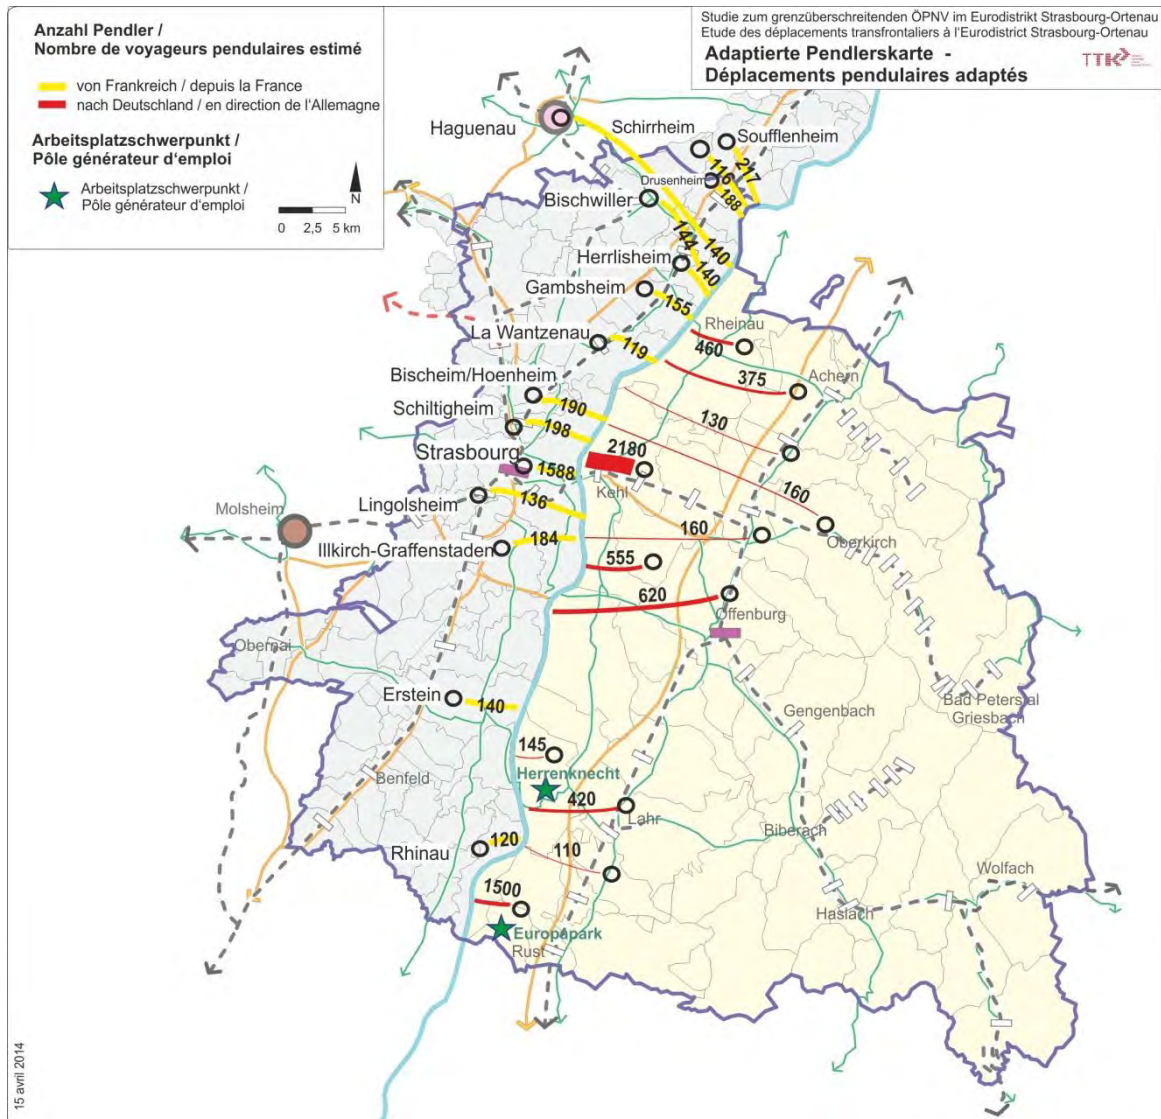 Anzahl Pendler /
Nombre de voyageurs pendulaires estimé
von Frankreich / depuis la France
nach Deutschland / en direction de l'Allemagne
Arbeitsplatzschwerpunkt /
Pôle générateur d'emploi
Arbeitsplatzschwerpunkt /
Pôle générateur d'emploi
N
0 2,5 5 km
Studie zum grenzüberschreitenden ÖPNV im Eurodistrikt Strasbourg-Ortenau
Etude des déplacements transfrontaliers à l'Eurodistrict Strasbourg-Ortenau
Adaptierte Pendlerskarte -
Déplacements pendulaires adaptés
TTK
Haguenau
Schirrheim
Soufflenheim
116
217
Drusenheim
188
Bischwiller
144
140
Herrlisheim
140
Gambsheim
155
Rheinau
La Wantzenau
119
460
375
Achern
Bischeim/Hoenheim
190
130
Schiltigheim
198
Strasbourg
1588
2180
Kehl
Lingolsheim
136
160
Molsheim
Illkirch-Graffenstaden
184
160
Oberkirch
555
620
Offenburg
Obernai
Erstein
140
Bad Peterstal
Griesbach
Gengenbach
145
Benfeld
Herrenknecht
420
Lahr
Biberach
Rhinau
120
110
Wolfach
1500
Haslach
Europapark
Rust
15 avril 2014